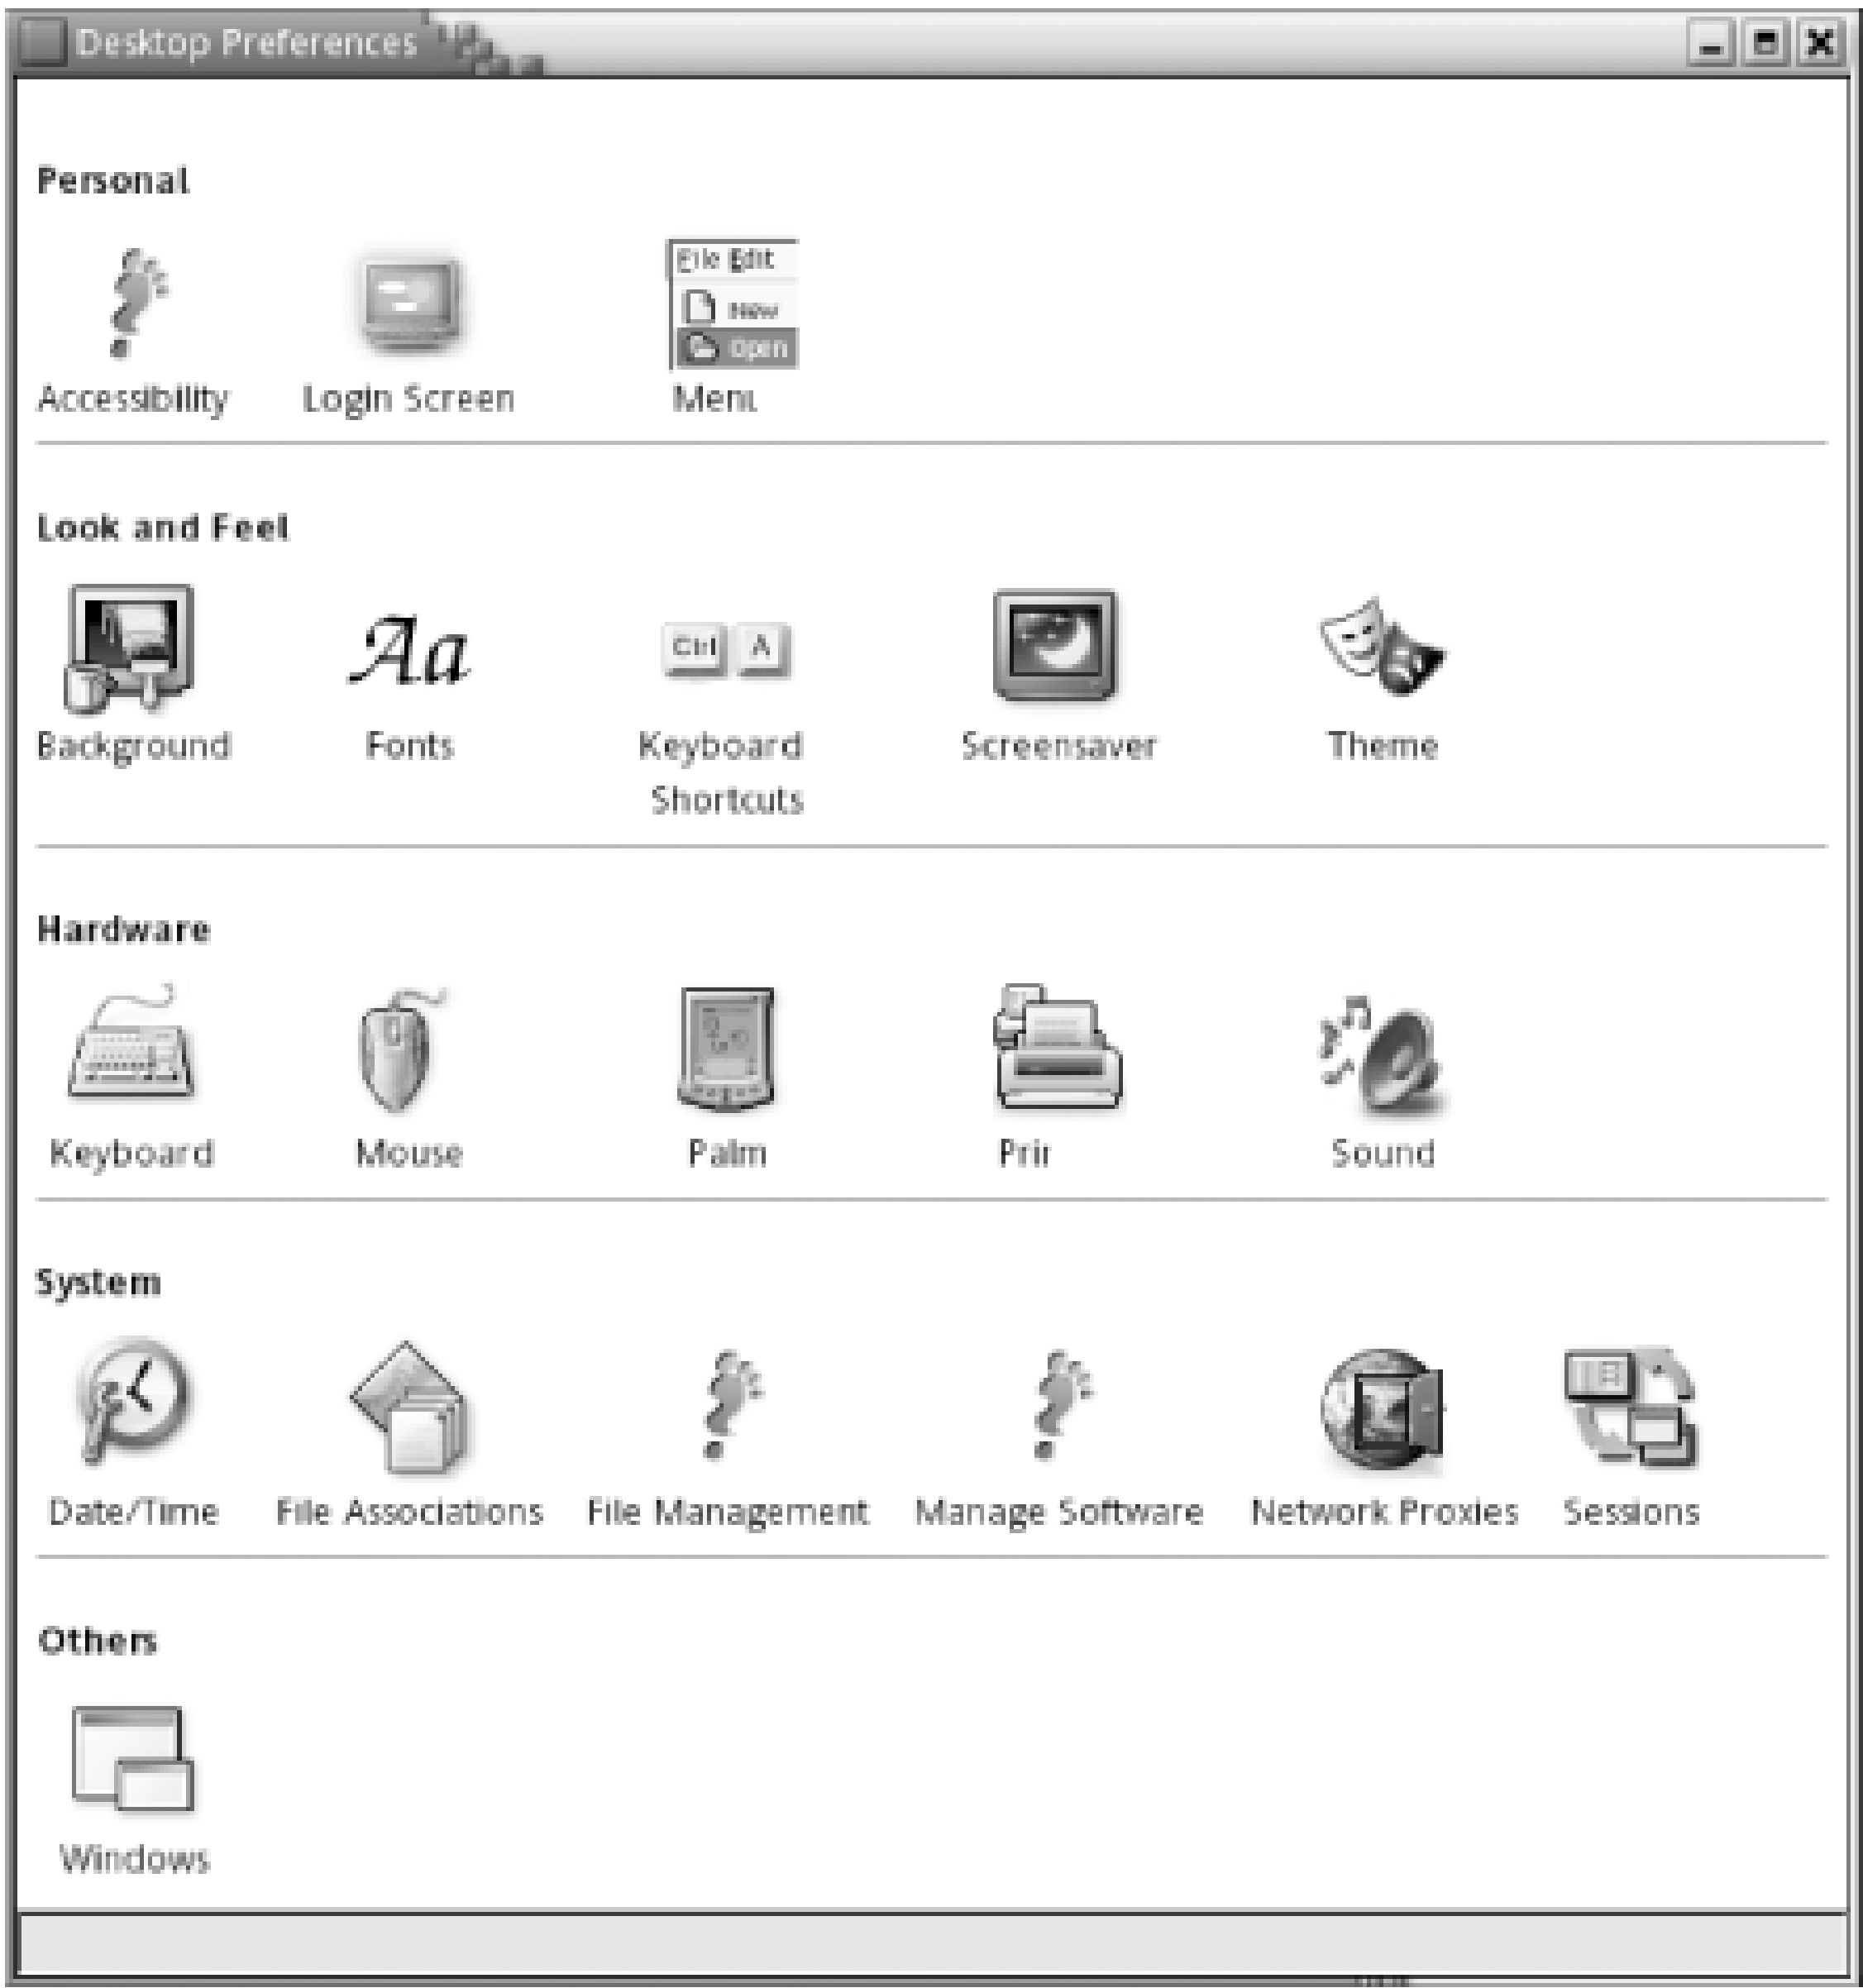 Desktop Preferences
Personal
File Edit
New
Open
Accessibility Login Screen Menu
Look and Feel
Aa
Ctrl A
Background Fonts Keyboard Shortcuts Screensaver Theme
Hardware
Keyboard Mouse Palm Prin Sound
System
Date/Time File Associations File Management Manage Software Network Proxies Sessions
Others
Windows